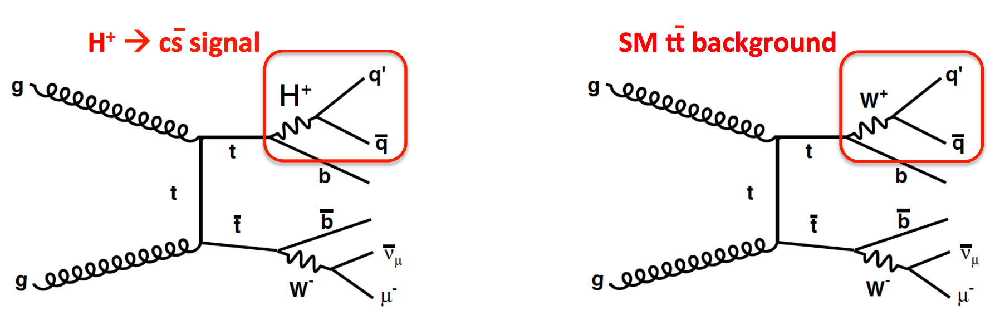 H⁺ → cs̄ signal
g
H⁺
q'
q̄
t
b
t
t̄
b̄
ν̄μ
g
W⁻
μ⁻
SM tt̄ background
g
W⁺
q'
q̄
t
b
t
t̄
b̄
ν̄μ
g
W⁻
μ⁻